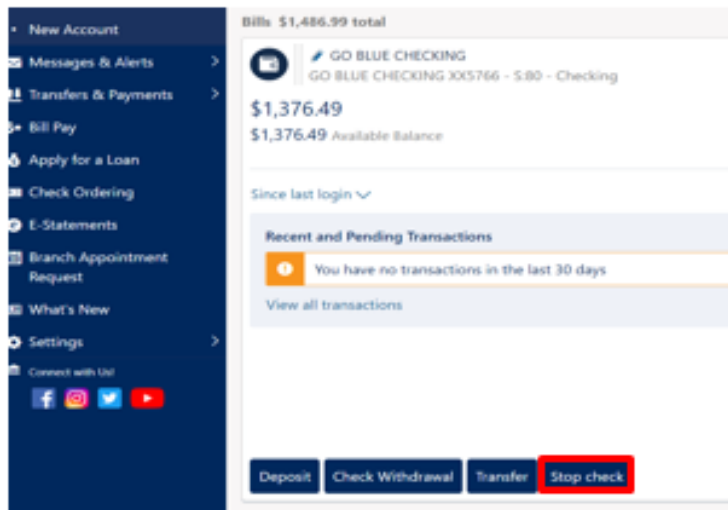 New Account
Messages & Alerts
Transfers & Payments
Bill Pay
Apply for a Loan
Check Ordering
E-Statements
Branch Appointment
Request
What's New
Settings
Connect with Us!
Bills $1,486.99 total
GO BLUE CHECKING
GO BLUE CHECKING XX5766 - S:80 - Checking
$1,376.49
$1,376.49 Available Balance
Since last login
Recent and Pending Transactions
You have no transactions in the last 30 days
View all transactions
Deposit Check Withdrawal Transfer Stop check